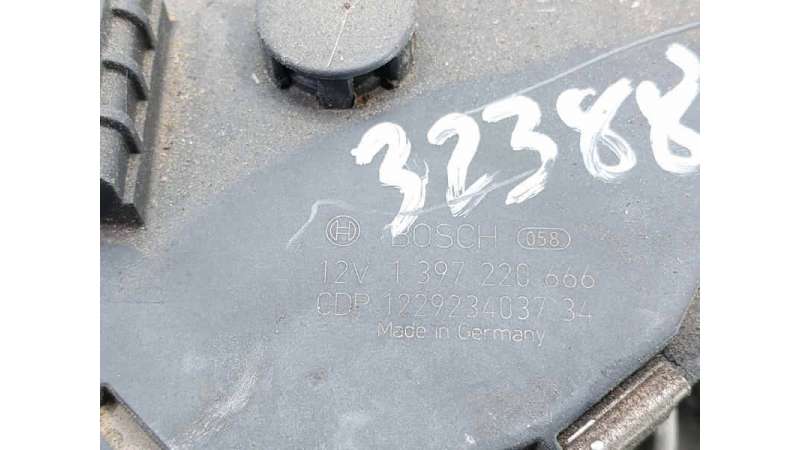 32388
BOSCH 058
12V 1 397 220 666
CDP 1229234037 34
Made in Germany